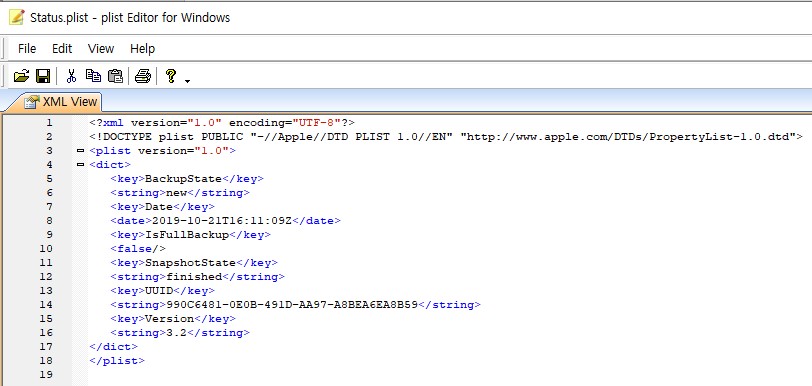 Status.plist - plist Editor for Windows
File Edit View Help
XML View
1 <?xml version="1.0" encoding="UTF-8"?>
2 <!DOCTYPE plist PUBLIC "-//Apple//DTD PLIST 1.0//EN" "http://www.apple.com/DTDs/PropertyList-1.0.dtd">
3 <plist version="1.0">
4 <dict>
5 <key>BackupState</key>
6 <string>new</string>
7 <key>Date</key>
8 <date>2019-10-21T16:11:09Z</date>
9 <key>IsFullBackup</key>
10 <false/>
11 <key>SnapshotState</key>
12 <string>finished</string>
13 <key>UUID</key>
14 <string>990C6481-0E0B-491D-AA97-A8BEA6EA8B59</string>
15 <key>Version</key>
16 <string>3.2</string>
17 </dict>
18 </plist>
19